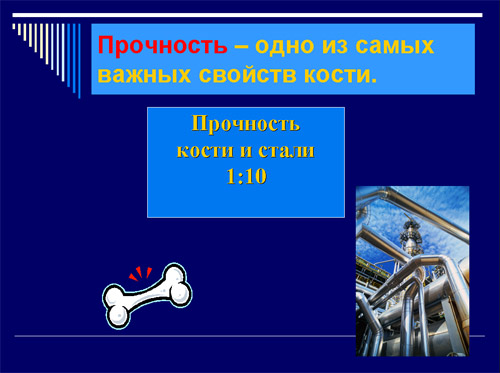 Прочность – одно из самых
важных свойств кости.
Прочность
кости и стали
1:10